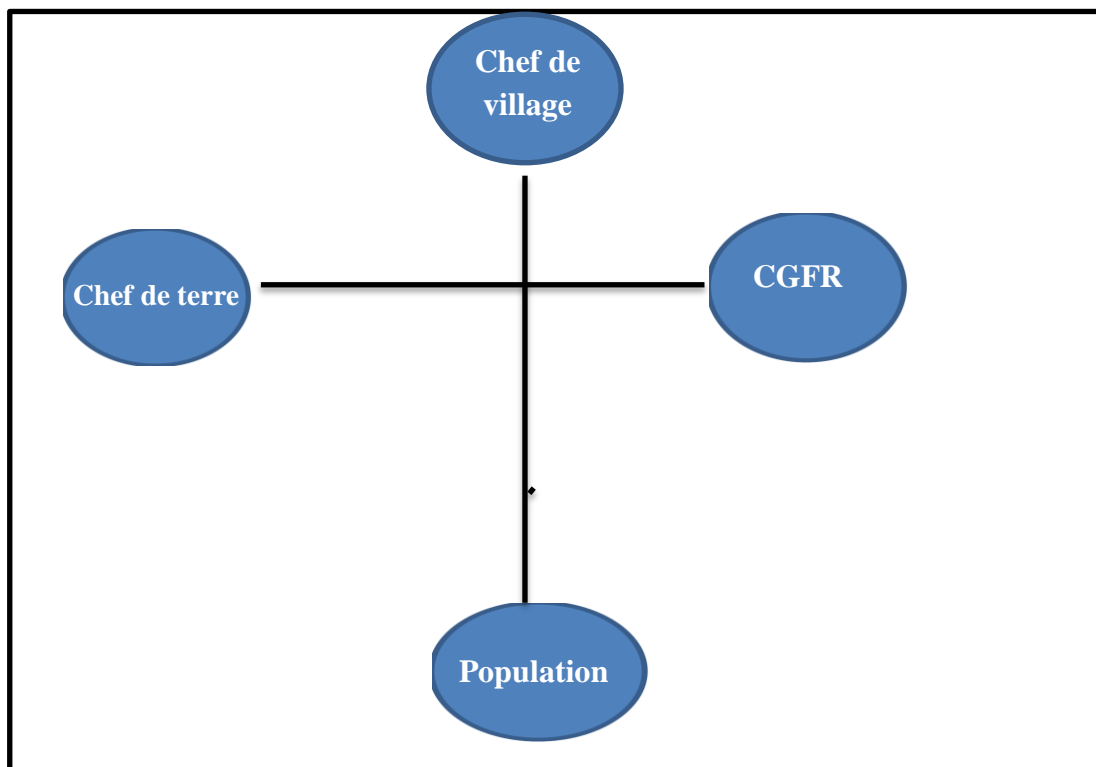 Chef de
village
Chef de terre
CGFR
Population